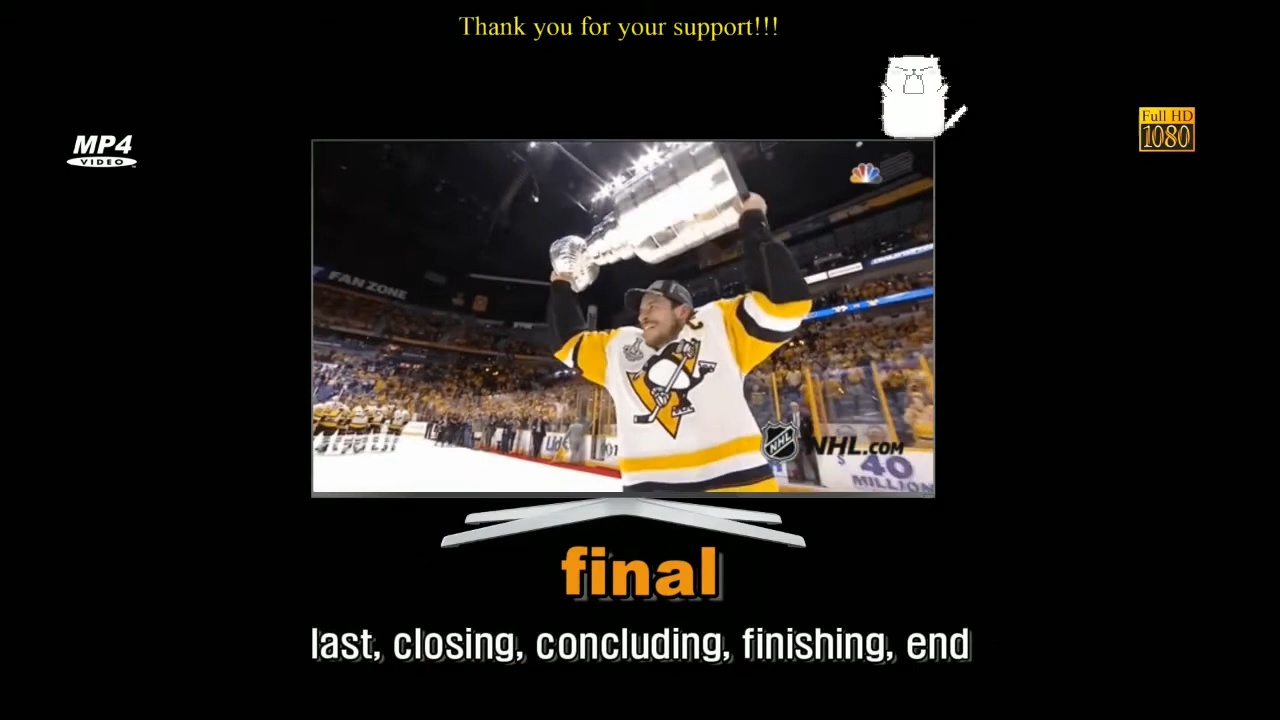 Thank you for your support!!!
MP4
VIDEO
Full HD
1080
FAN ZONE
C
NHL
NHL.COM
40
MILLION
final
last, closing, concluding, finishing, end